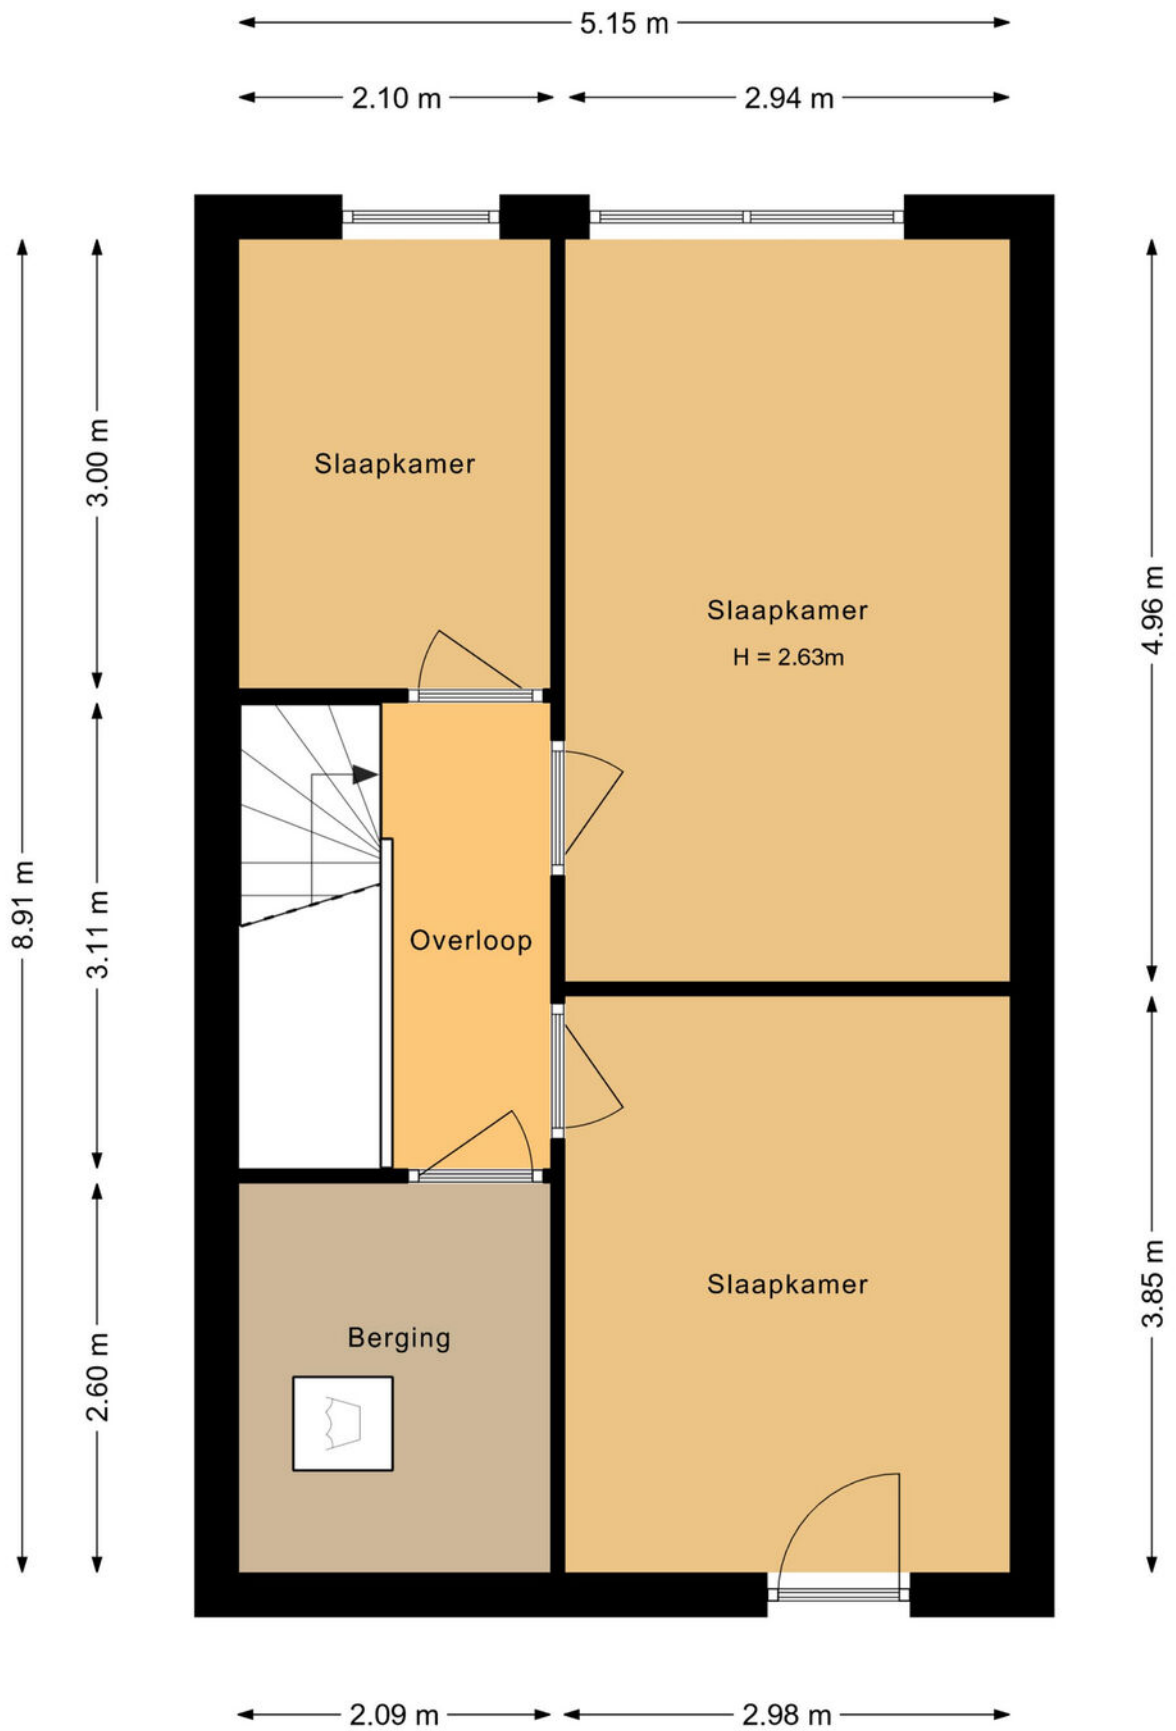 5.15 m
2.10 m
2.94 m
3.00 m
Slaapkamer
4.96 m
Slaapkamer
H = 2.63m
8.91 m
3.11 m
Overloop
3.85 m
Slaapkamer
2.60 m
Berging
2.09 m
2.98 m